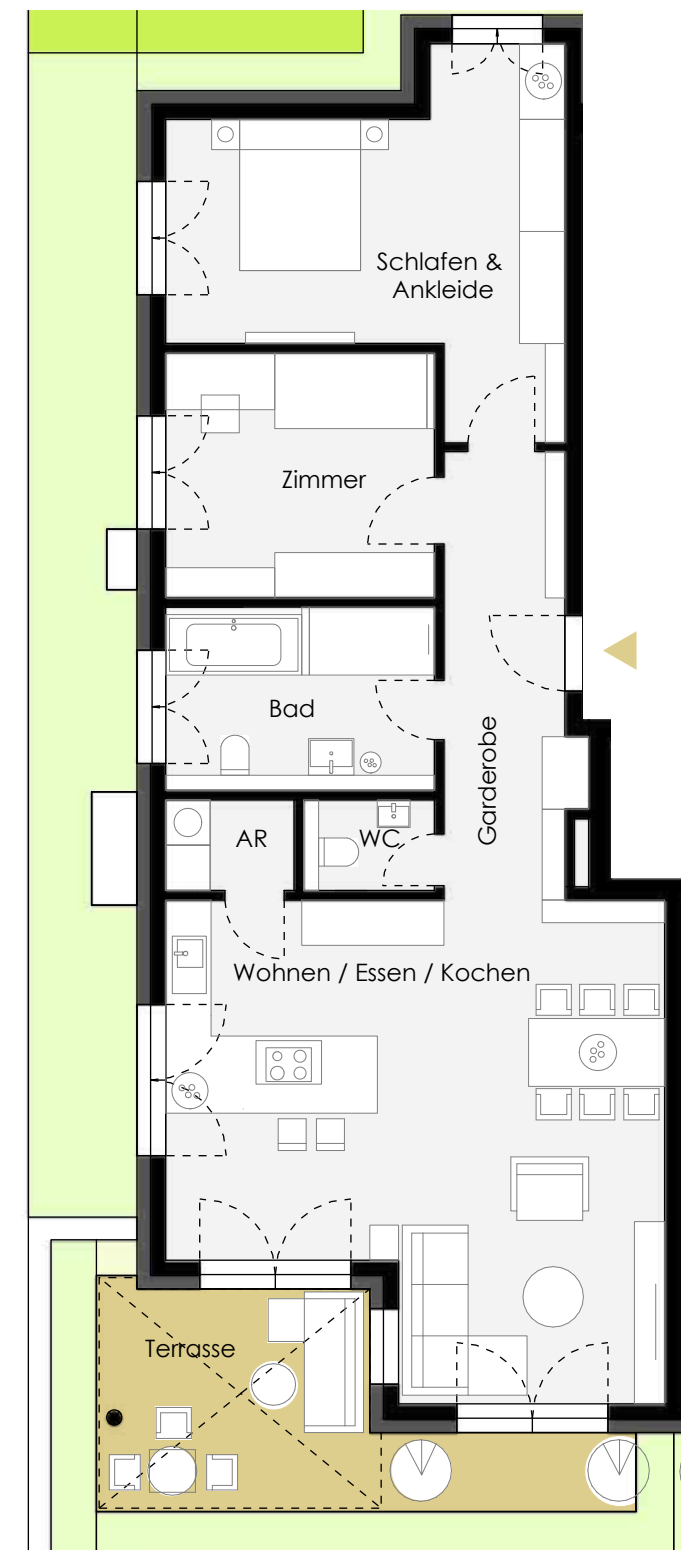 Schlafen &
Ankleide
Zimmer
Bad
Garderobe
AR
WC
Wohnen / Essen / Kochen
Terrasse